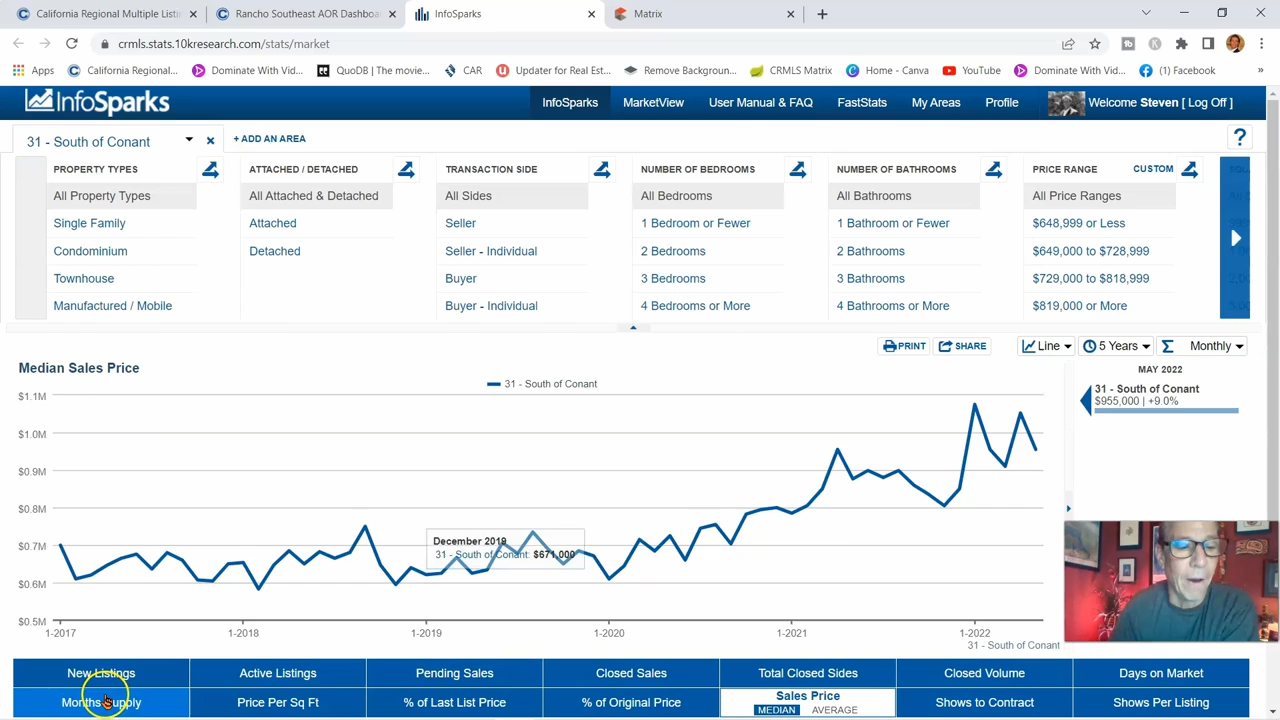 California Regional Multiple Listi
Rancho Southeast AOR Dashboa
InfoSparks
Matrix
crmls.stats.10kresearch.com/stats/market
Apps
California Regional...
Dominate With Vid...
QuoDB | The movie...
CAR
Updater for Real Est...
Remove Backgroun...
CRMLS Matrix
Home - Canva
YouTube
Dominate With Vid...
(1) Facebook
InfoSparks
InfoSparks
MarketView
User Manual & FAQ
FastStats
My Areas
Profile
Welcome Steven [ Log Off ]
31 - South of Conant
+ ADD AN AREA
?
PROPERTY TYPES
All Property Types
Single Family
Condominium
Townhouse
Manufactured / Mobile
ATTACHED / DETACHED
All Attached & Detached
Attached
Detached
TRANSACTION SIDE
All Sides
Seller
Seller - Individual
Buyer
Buyer - Individual
NUMBER OF BEDROOMS
All Bedrooms
1 Bedroom or Fewer
2 Bedrooms
3 Bedrooms
4 Bedrooms or More
NUMBER OF BATHROOMS
All Bathrooms
1 Bathroom or Fewer
2 Bathrooms
3 Bathrooms
4 Bathrooms or More
PRICE RANGE
CUSTOM
All Price Ranges
$648,999 or Less
$649,000 to $728,999
$729,000 to $818,999
$819,000 or More
PRINT
SHARE
Line
5 Years
Monthly
Median Sales Price
31 - South of Conant
MAY 2022
31 - South of Conant
$955,000 | +9.0%
$1.1M
$1.0M
$0.9M
$0.8M
$0.7M
$0.6M
$0.5M
December 2019
31 - South of Conant: $671,000
1-2017
1-2018
1-2019
1-2020
1-2021
1-2022
31 - South of Conant
New Listings
Active Listings
Pending Sales
Closed Sales
Total Closed Sides
Closed Volume
Days on Market
Months Supply
Price Per Sq Ft
% of Last List Price
% of Original Price
Sales Price
MEDIAN
AVERAGE
Shows to Contract
Shows Per Listing